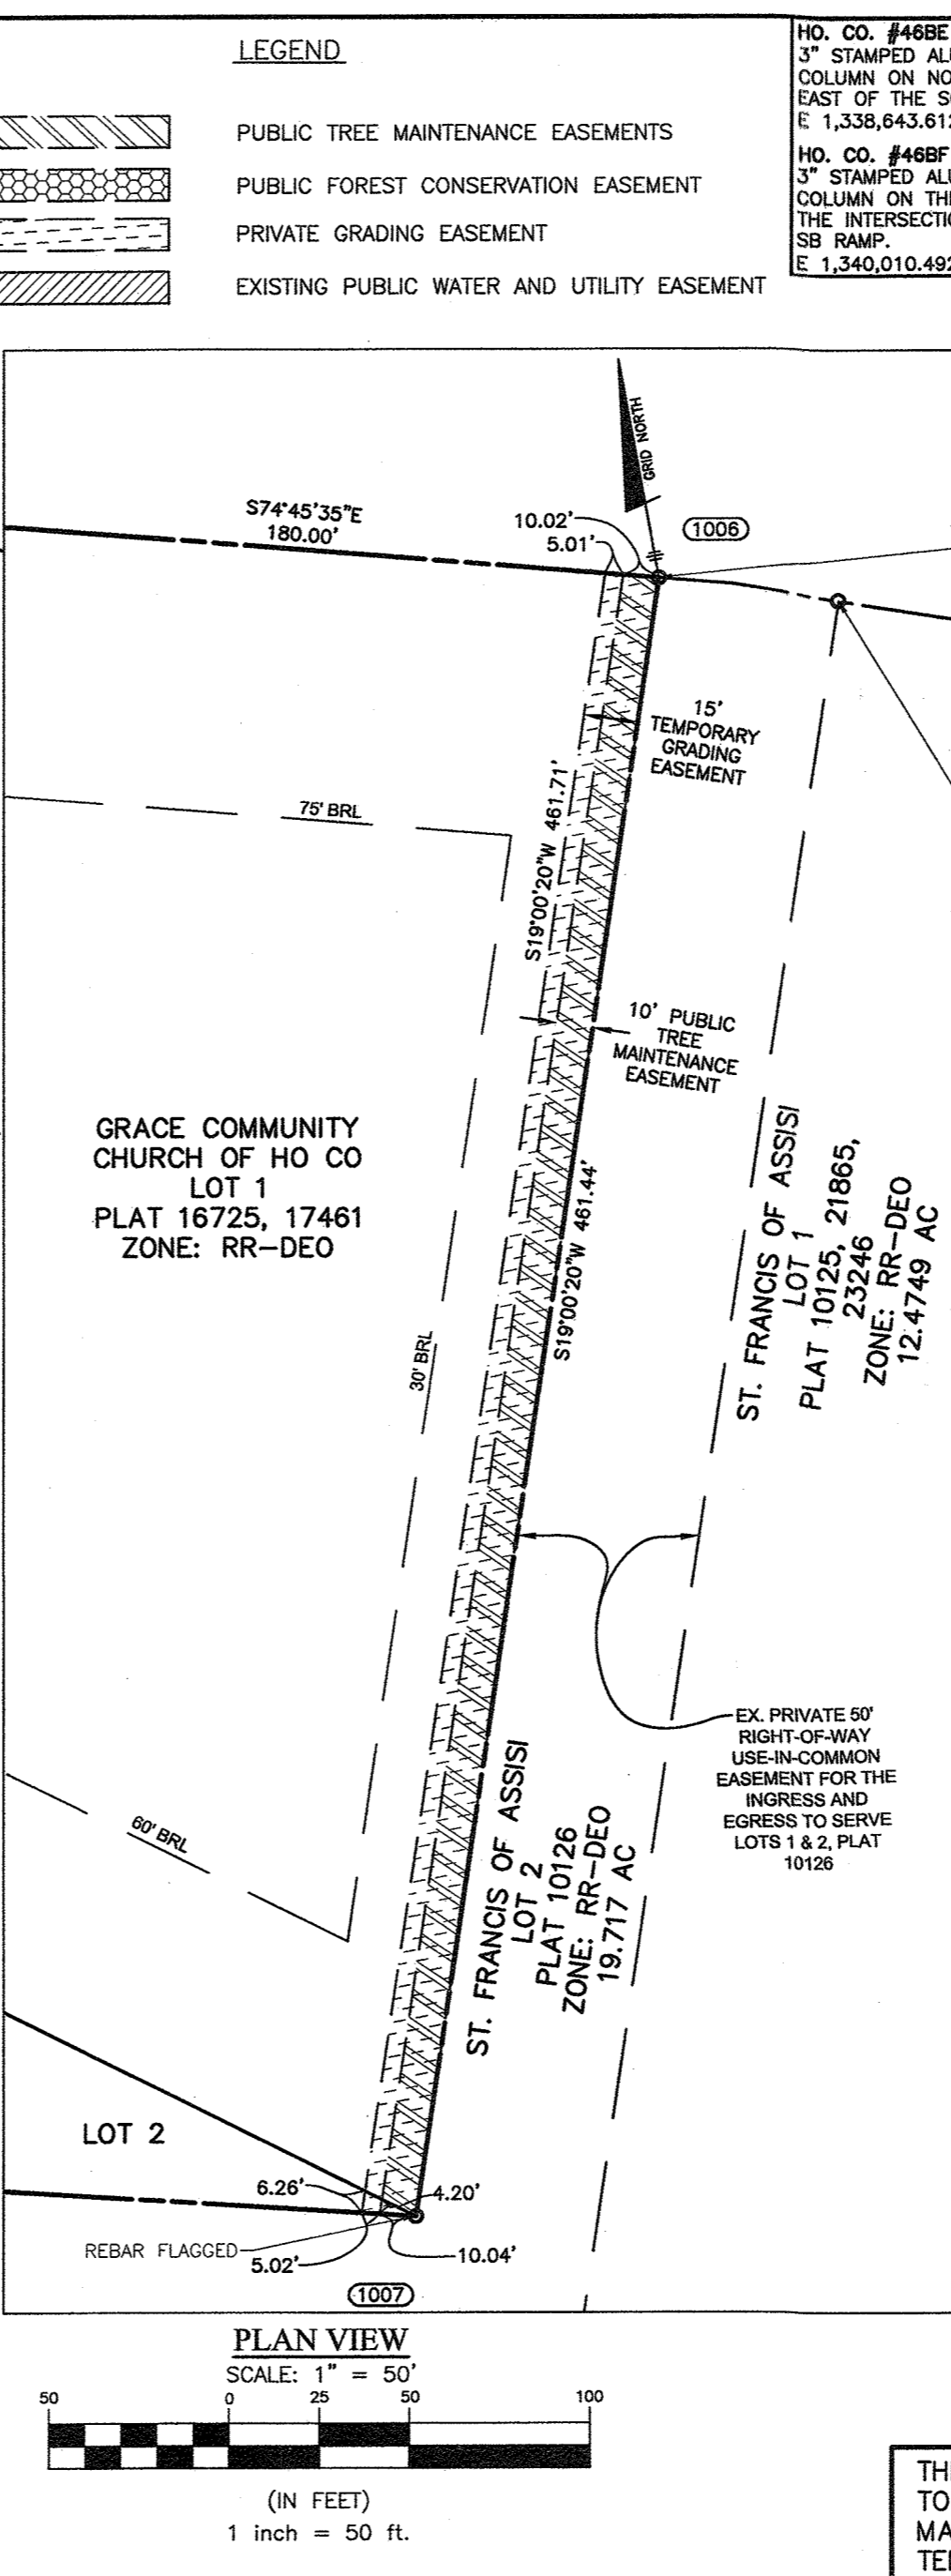 LEGEND
PUBLIC TREE MAINTENANCE EASEMENTS
PUBLIC FOREST CONSERVATION EASEMENT
PRIVATE GRADING EASEMENT
EXISTING PUBLIC WATER AND UTILITY EASEMENT
HO. CO. #46BE
3" STAMPED
COLUMN ON
EAST OF THE
E 1,338,643.612
HO. CO. #46BF
3" STAMPED
COLUMN ON
THE
SB RAMP.
E 1,340,010.492
GRID NORTH
S74°45'35"E
180.00'
10.02'
5.01'
1006
15'
TEMPORARY
GRADING
EASEMENT
75' BRL
S19°00'20"W 461.71'
10' PUBLIC
TREE
MAINTENANCE
EASEMENT
GRACE COMMUNITY
CHURCH OF HO CO
LOT 1
PLAT 16725, 17461
ZONE: RR-DEO
S19°00'20"W 461.44'
30' BRL
ST. FRANCIS OF ASSISI
LOT 1
PLAT 10125, 21865,
23246
ZONE: RR-DEO
12.4749 AC
EX. PRIVATE 50'
RIGHT-OF-WAY
USE-IN-COMMON
EASEMENT FOR THE
INGRESS AND
EGRESS TO SERVE
LOTS 1 & 2, PLAT
10126
60' BRL
ST. FRANCIS OF ASSISI
LOT 2
PLAT 10126
ZONE: RR-DEO
19.717 AC
LOT 2
6.26'
4.20'
REBAR FLAGGED
5.02'
10.04'
1007
PLAN VIEW
SCALE: 1" = 50'
50 0 25 50 100
(IN FEET)
1 inch = 50 ft.
TO